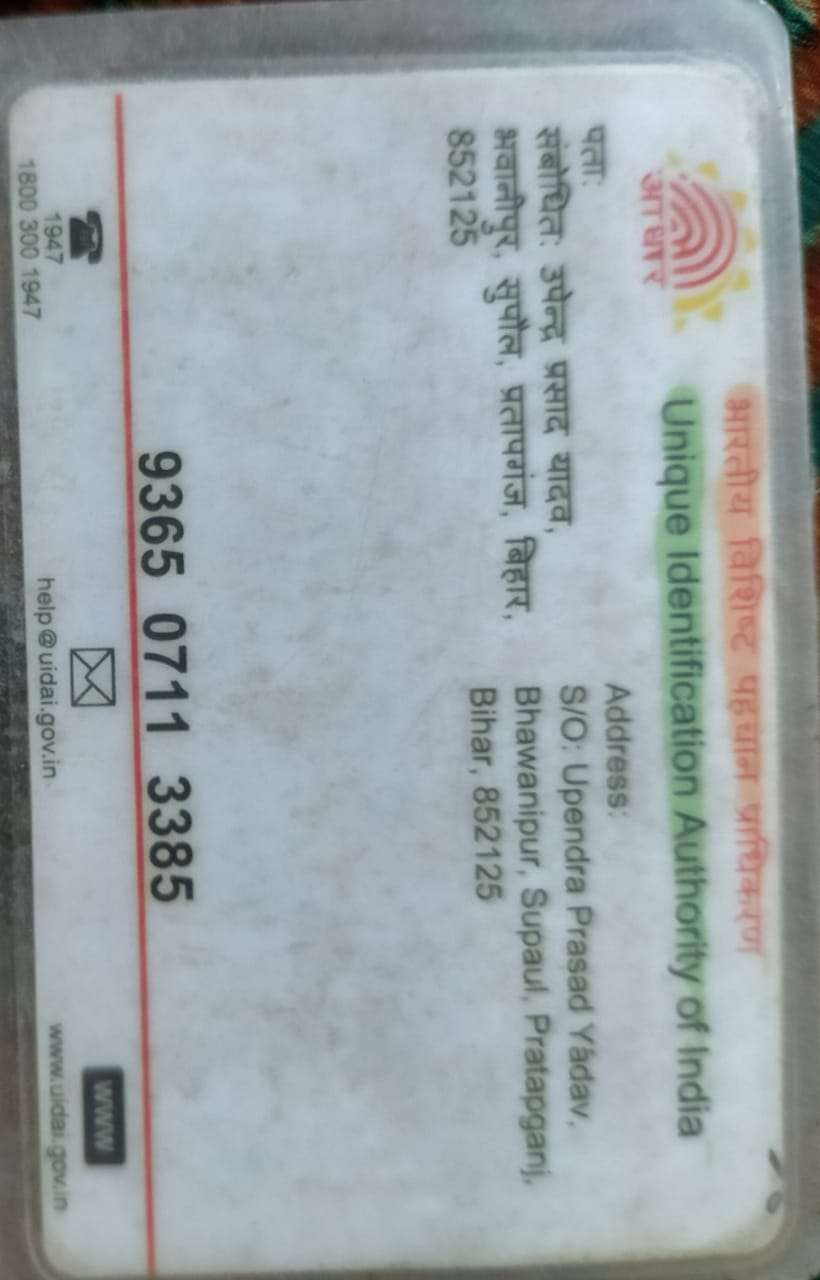 भारतीय विशिष्ट पहचान प्राधिकरण
Unique Identification Authority of India
आधार
पता:
संबोधित: उपेन्द्र प्रसाद यादव,
भवानीपुर, सुपौल, प्रतापगंज, बिहार,
852125
Address:
S/O: Upendra Prasad Yadav,
Bhawanipur, Supaul, Pratapganj,
Bihar, 852125
9365 0711 3385
1947
1800 300 1947
help@uidai.gov.in
www
www.uidai.gov.in